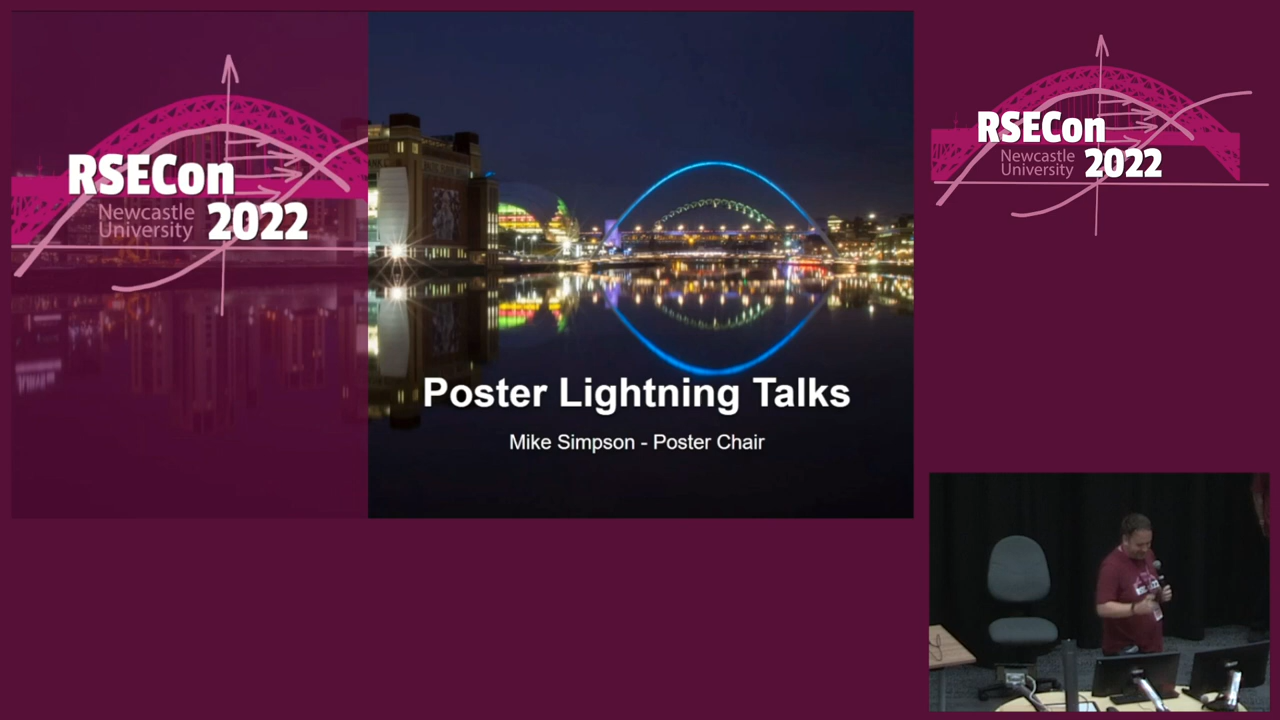 RSECon
Newcastle
University
2022
Poster Lightning Talks
Mike Simpson - Poster Chair
RSECon
Newcastle
University
2022